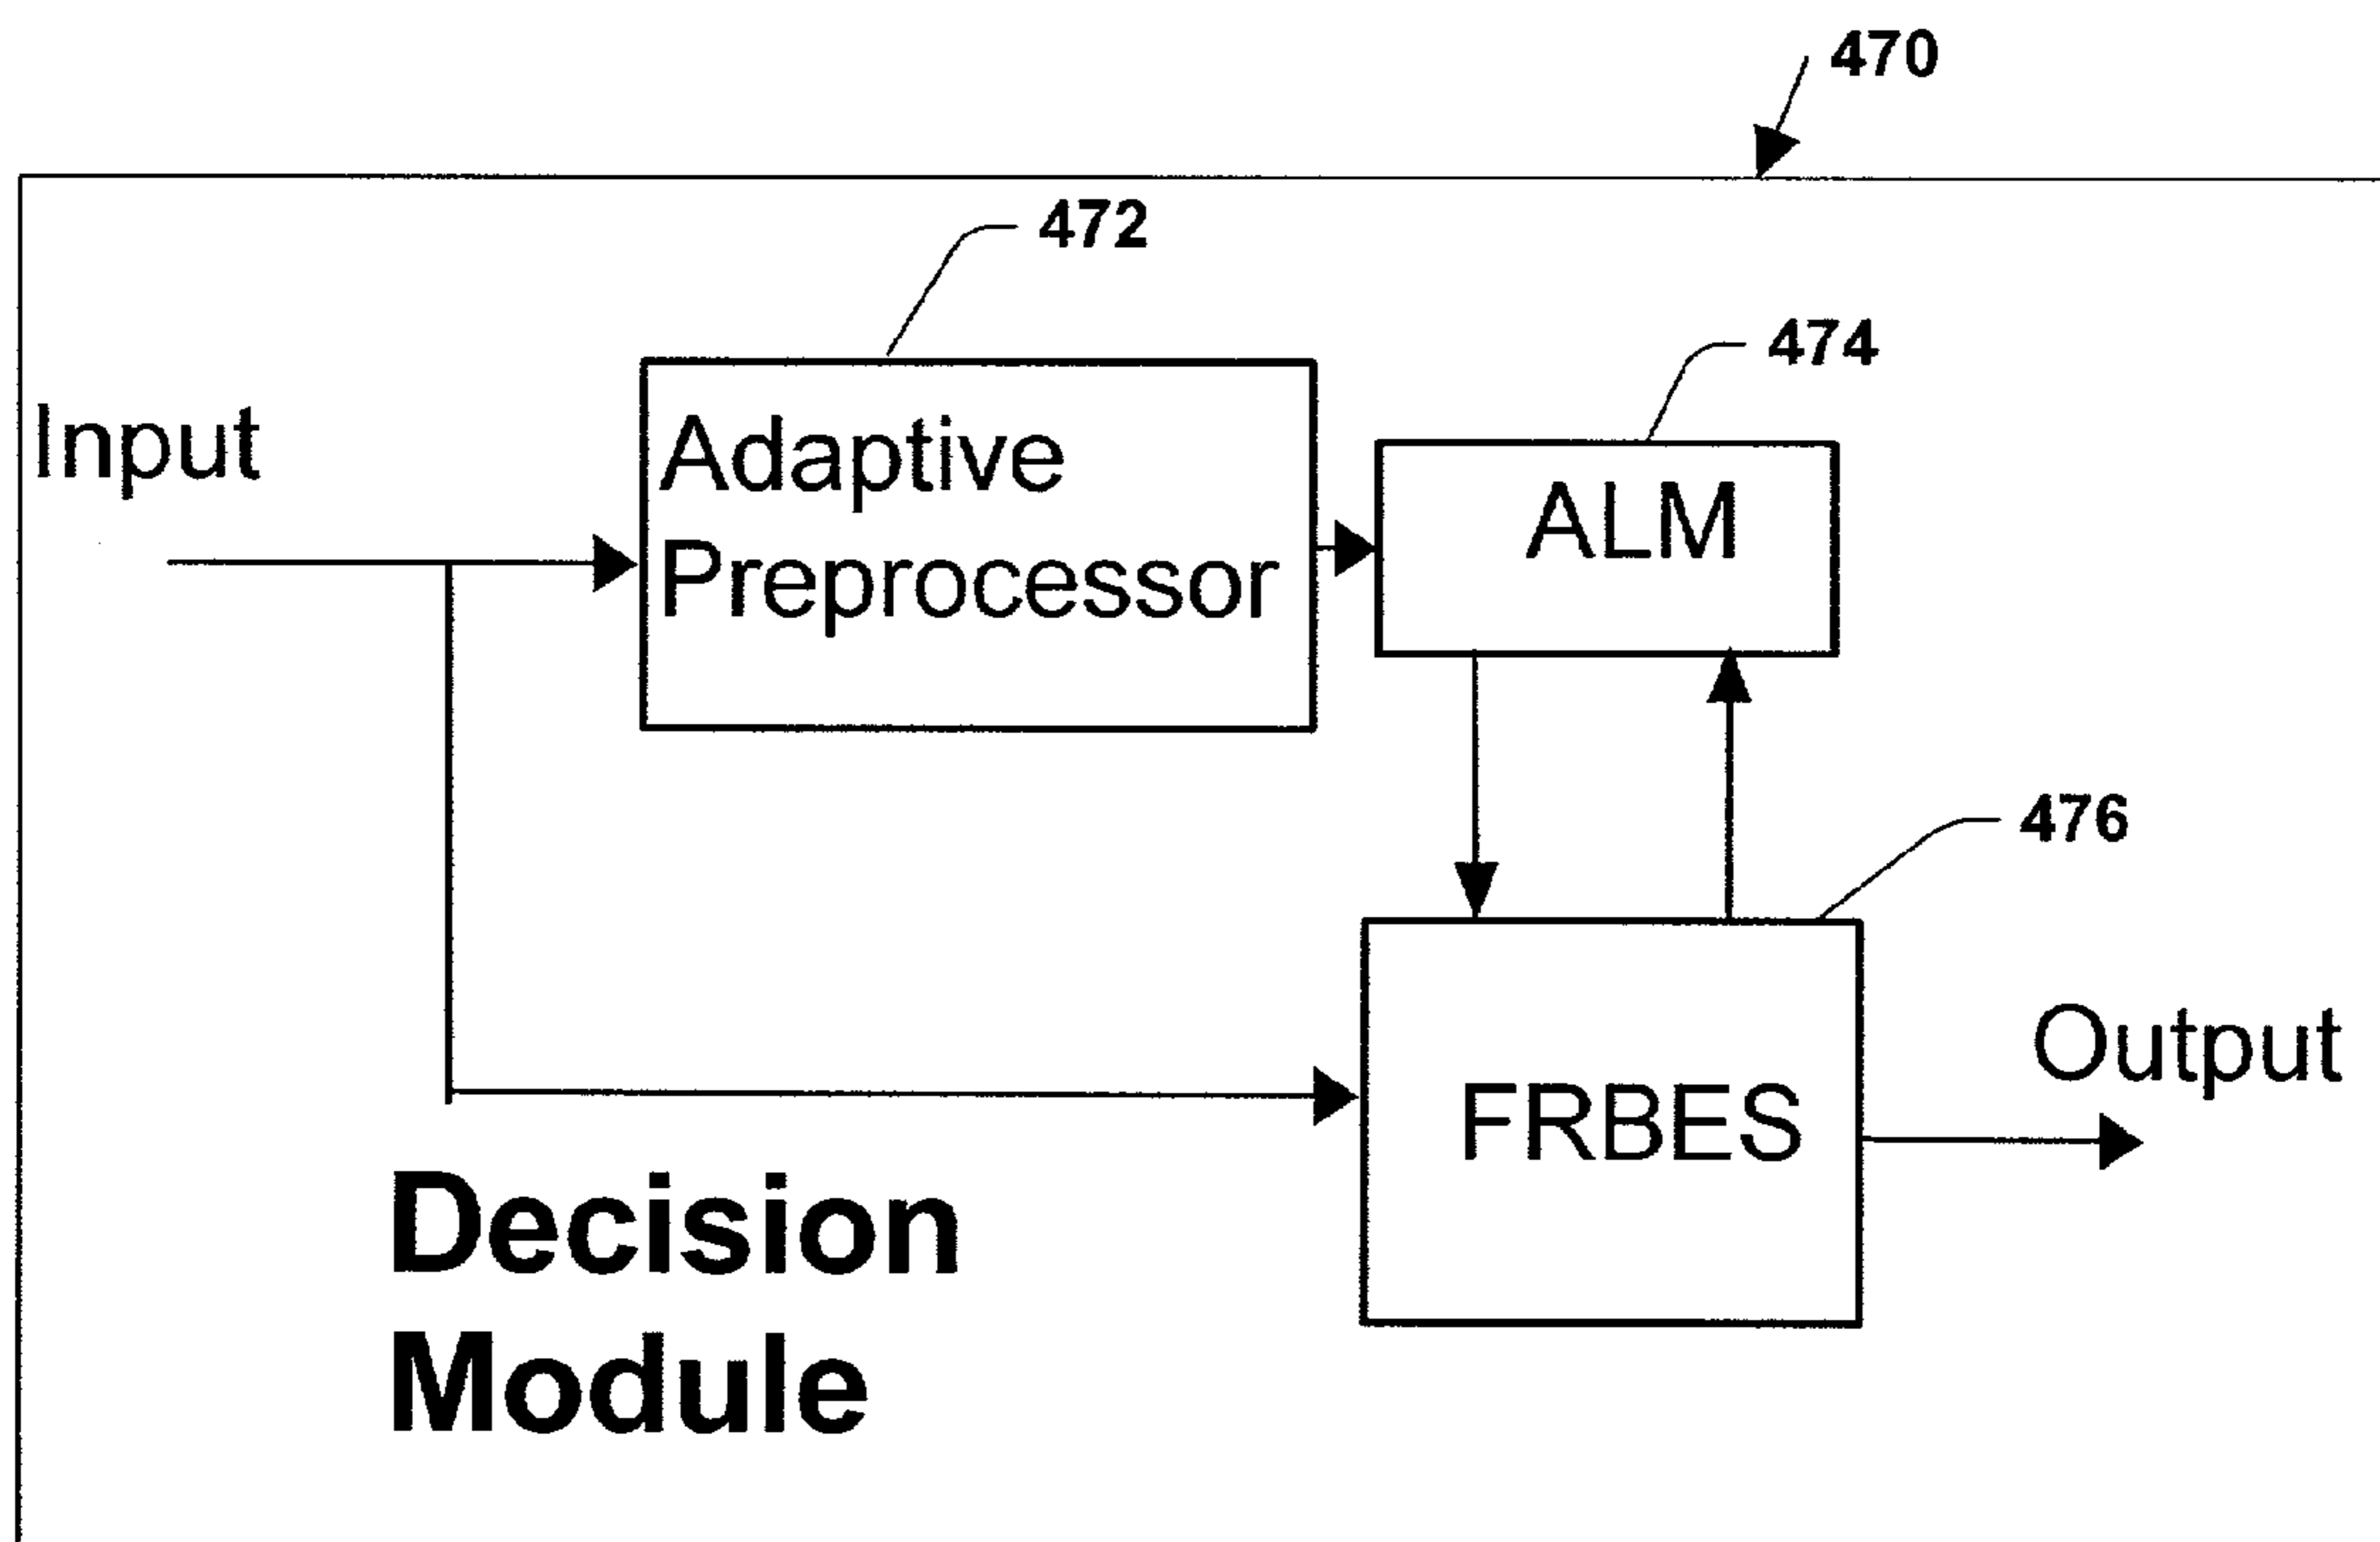 470
472
474
Input
Adaptive
Preprocessor
ALM
476
Output
FRBES
Decision
Module